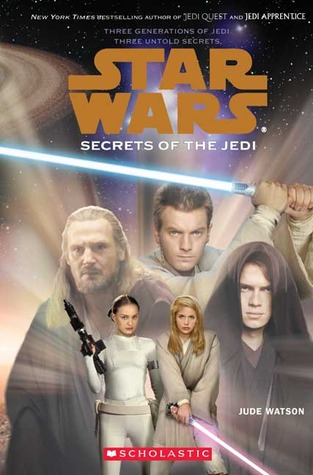 NEW YORK TIMES BESTSELLING AUTHOR OF JEDI QUEST AND JEDI APPRENTICE
THREE GENERATIONS OF JEDI
THREE UNTOLD SECRETS.
STAR
WARS®
SECRETS OF THE JEDI
JUDE WATSON
SCHOLASTIC